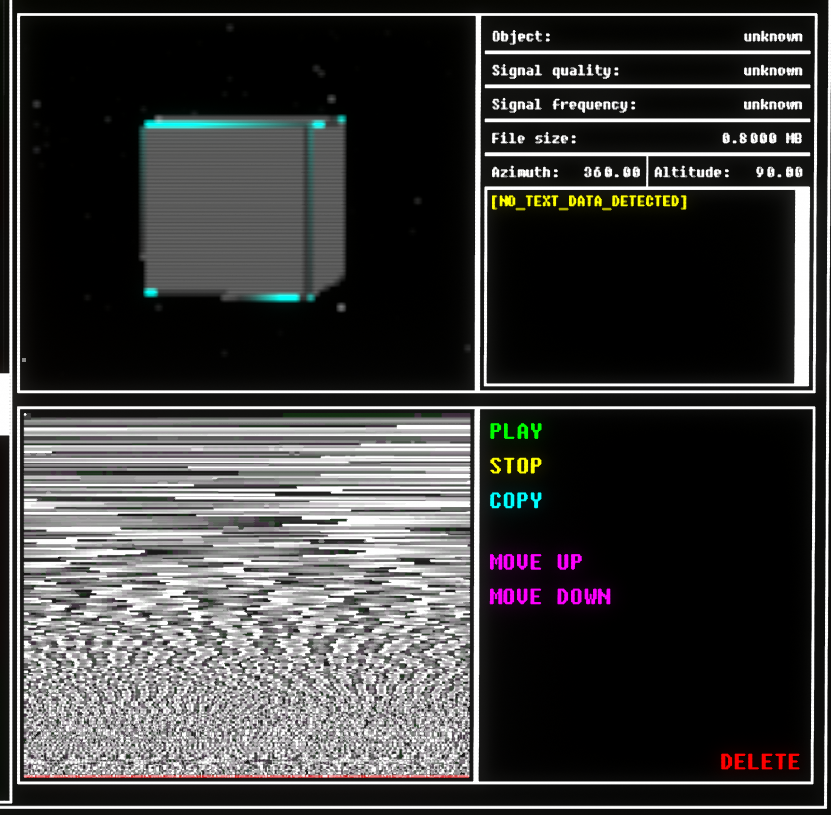 Object: unknown
Signal quality: unknown
Signal frequency: unknown
File size: 0.8000 MB
Azimuth: 360.00 Altitude: 90.00
[NO_TEXT_DATA_DETECTED]
PLAY
STOP
COPY
MOVE UP
MOVE DOWN
DELETE